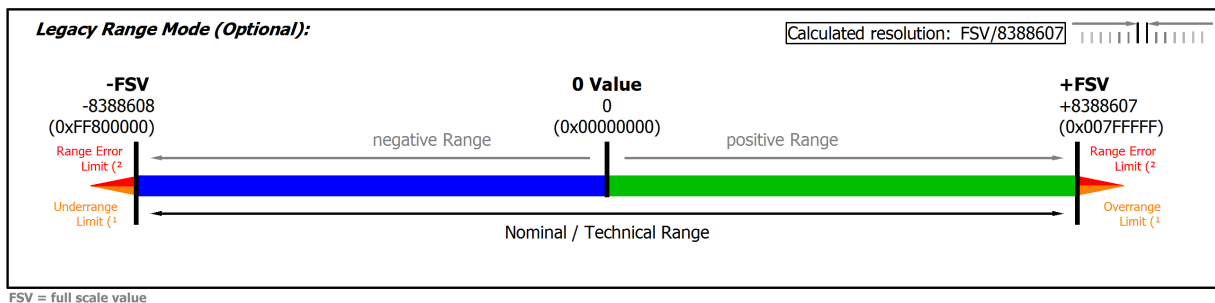 Legacy Range Mode (Optional):
Calculated resolution: FSV/8388607
-FSV
-8388608
(0xFF800000)
0 Value
0
(0x00000000)
+FSV
+8388607
(0x007FFFFF)
negative Range
positive Range
Range Error
Limit (²
Range Error
Limit (²
Underrange
Limit (¹
Overrange
Limit (¹
Nominal / Technical Range
FSV = full scale value